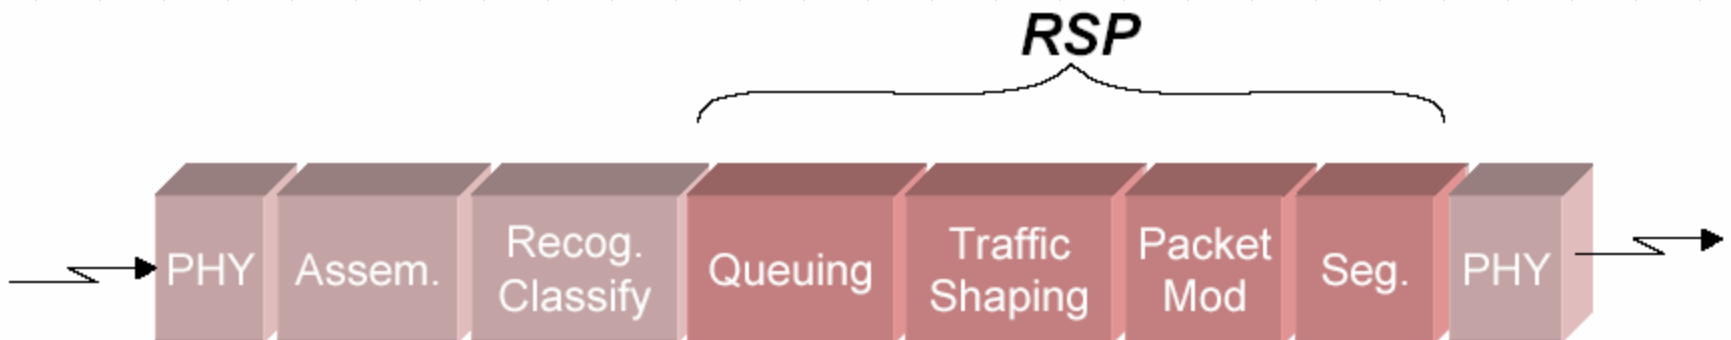 RSP
PHY
Assem.
Recog.
Classify
Queuing
Traffic
Shaping
Packet
Mod
Seg.
PHY